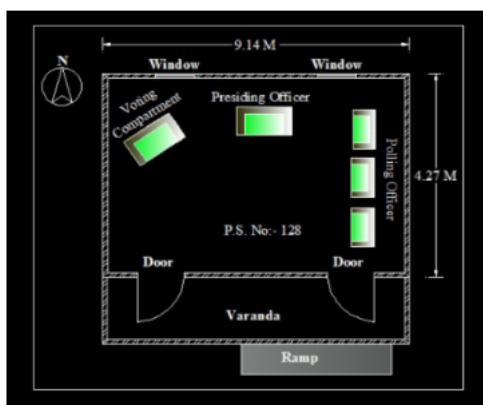 9.14 M
N
Window
Window
Voting
Compartment
Presiding Officer
Polling Officer
4.27 M
P.S. No:- 128
Door
Door
Varanda
Ramp